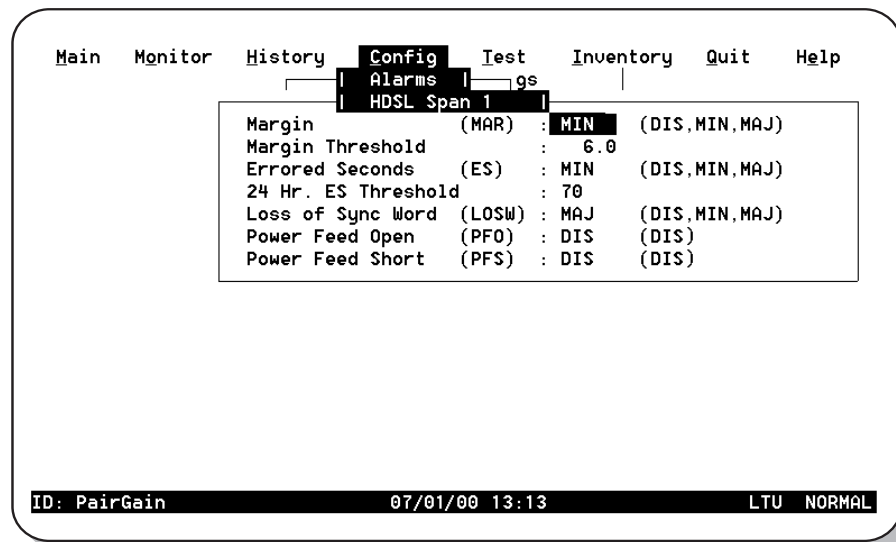 Main Monitor History Config Test Inventory Quit Help
Alarms gs
HDSL Span 1
Margin (MAR) : MIN (DIS,MIN,MAJ)
Margin Threshold : 6.0
Errored Seconds (ES) : MIN (DIS,MIN,MAJ)
24 Hr. ES Threshold : 70
Loss of Sync Word (LOSW) : MAJ (DIS,MIN,MAJ)
Power Feed Open (PFO) : DIS (DIS)
Power Feed Short (PFS) : DIS (DIS)
ID: PairGain 07/01/00 13:13 LTU NORMAL